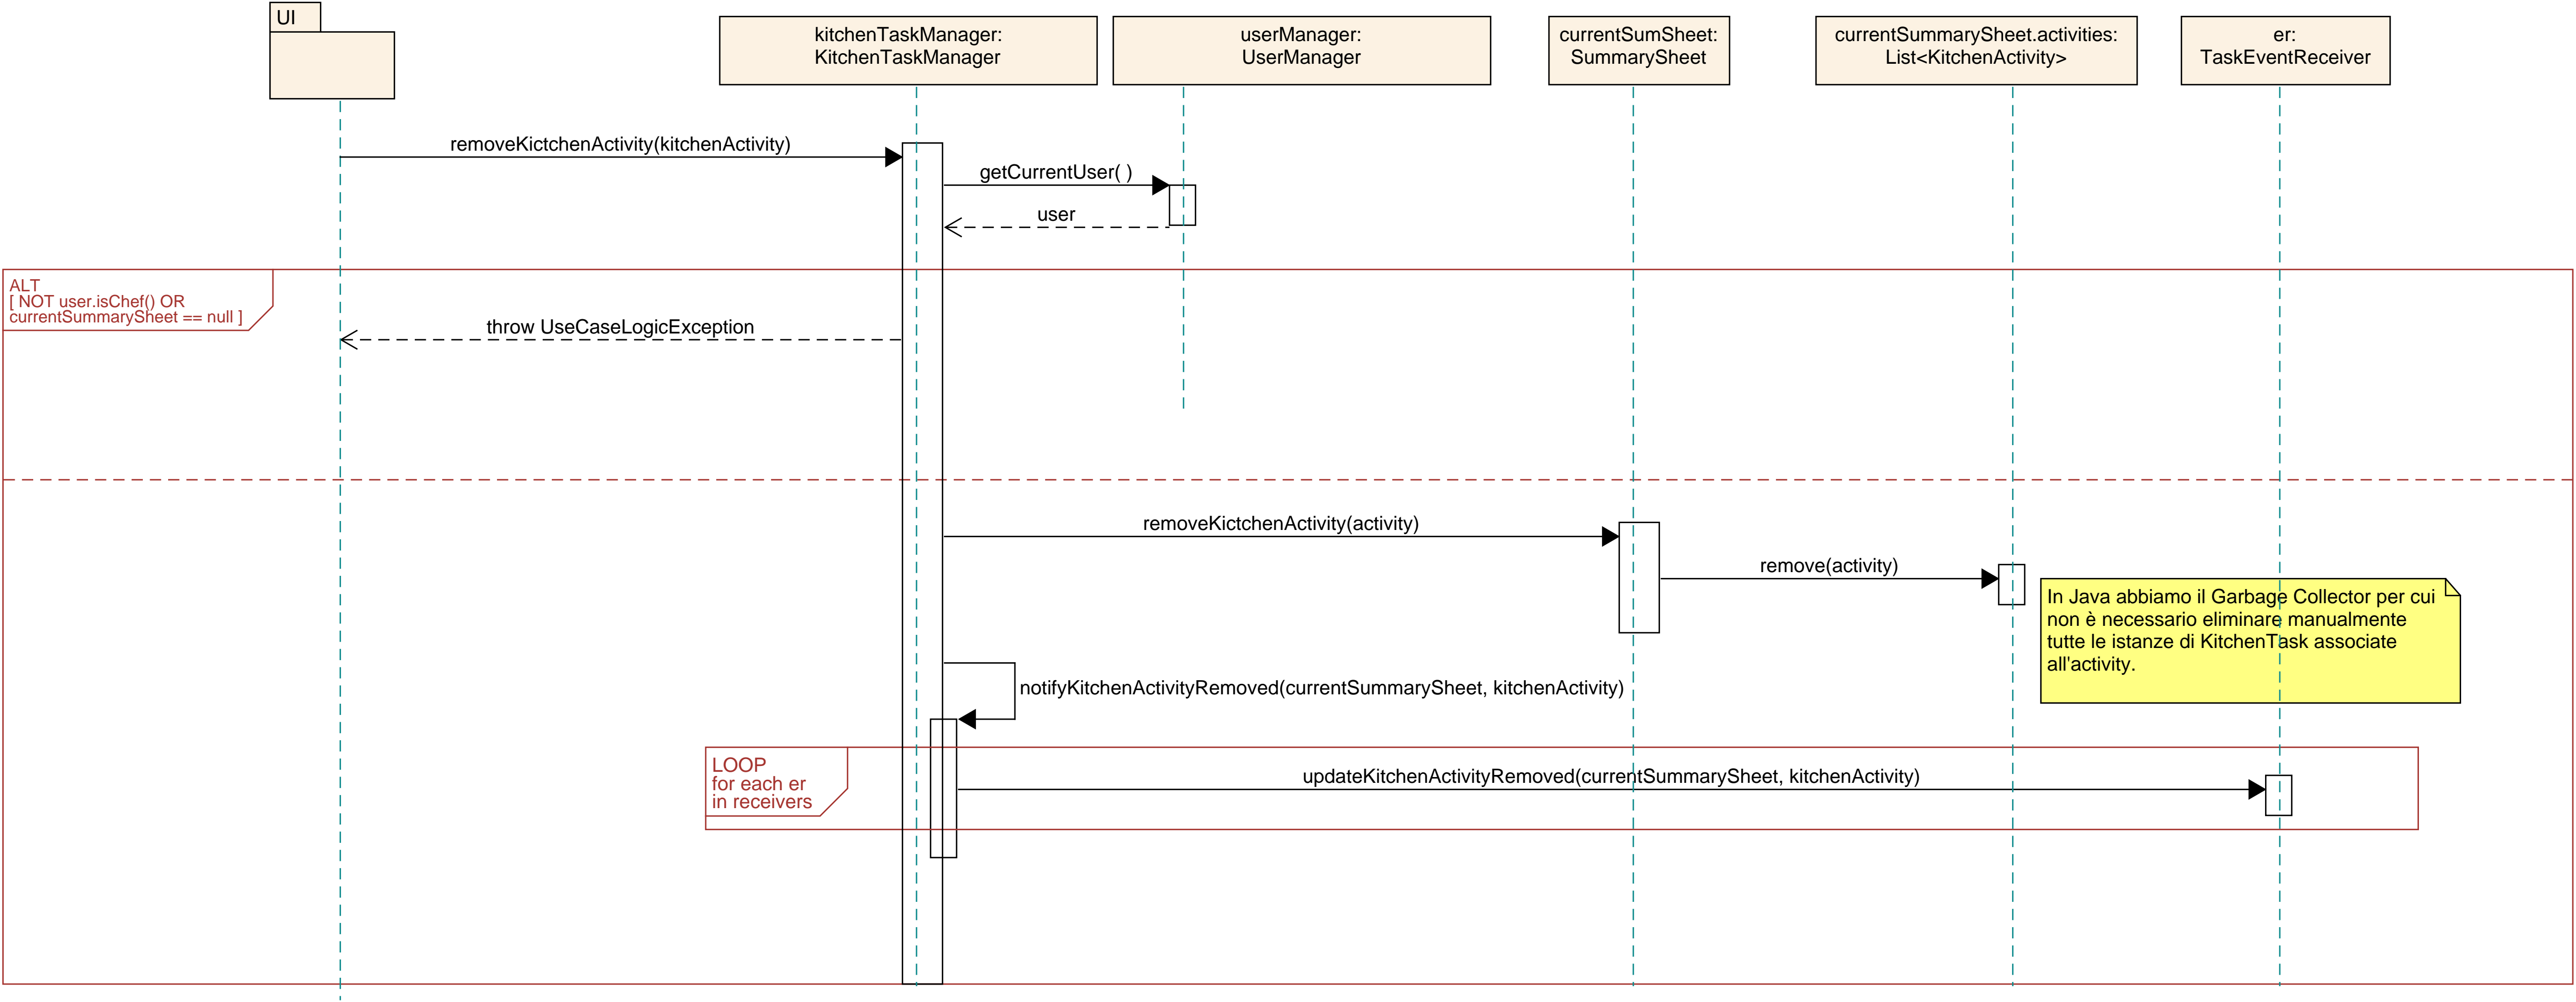 UI
kitchenTaskManager:
KitchenTaskManager
userManager:
UserManager
currentSumSheet:
SummarySheet
currentSummarySheet.activities:
List<KitchenActivity>
er:
TaskEventReceiver
removeKictchenActivity(kitchenActivity)
getCurrentUser( )
user
ALT
[ NOT user.isChef() OR
currentSummarySheet == null ]
throw UseCaseLogicException
removeKictchenActivity(activity)
remove(activity)
In Java abbiamo il Garbage Collector per cui
non è necessario eliminare manualmente
tutte le istanze di KitchenTask associate
all'activity.
notifyKitchenActivityRemoved(currentSummarySheet, kitchenActivity)
LOOP
for each er
in receivers
updateKitchenActivityRemoved(currentSummarySheet, kitchenActivity)